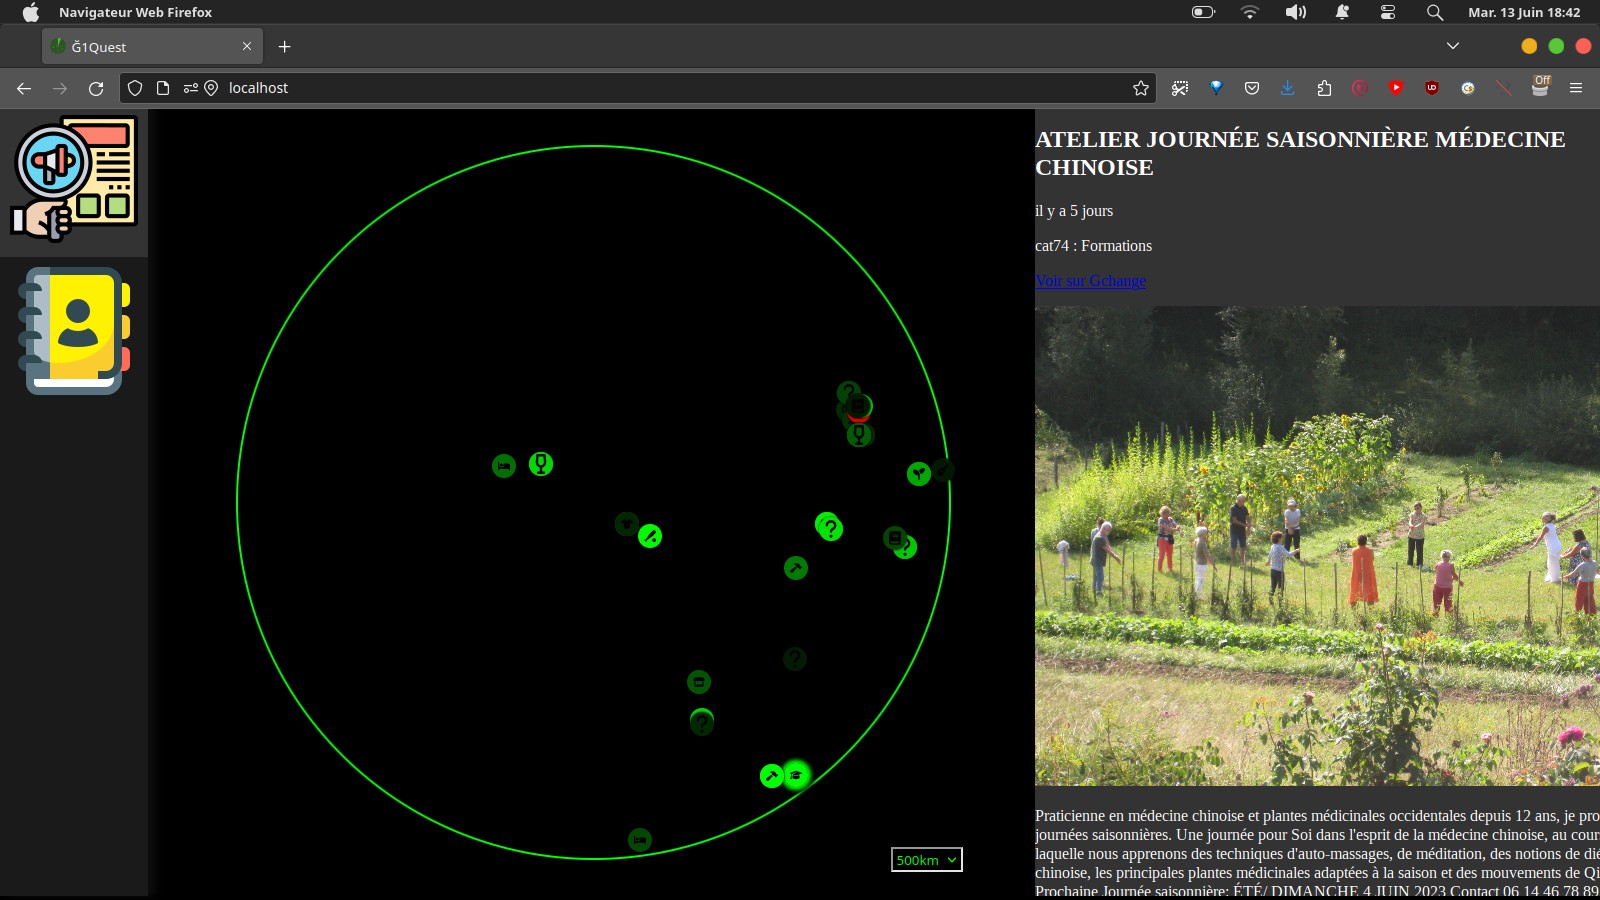 Navigateur Web Firefox
Mar. 13 Juin 18:42
Ğ1Quest
localhost
Off
ATELIER JOURNÉE SAISONNIÈRE MÉDECINE
CHINOISE
il y a 5 jours
cat74 : Formations
Voir sur Gchange
500km
Praticienne en médecine chinoise et plantes médicinales occidentales depuis 12 ans, je pro
journées saisonnières. Une journée pour Soi dans l'esprit de la médecine chinoise, au cour
laquelle nous apprenons des techniques d'auto-massages, de méditation, des notions de dié
chinoise, les principales plantes médicinales adaptées à la saison et des mouvements de Qi
Prochaine Journée saisonnière: ÉTÉ/ DIMANCHE 4 JUIN 2023 Contact 06 14 46 78 89